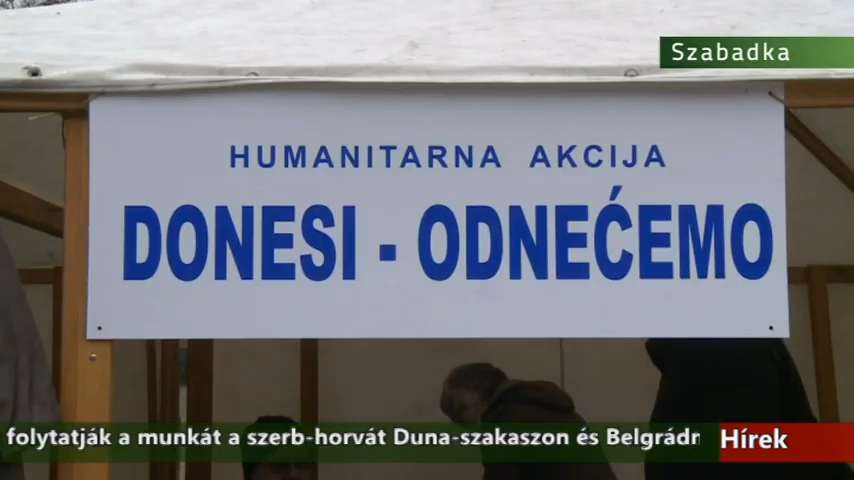 Szabadka
HUMANITARNA AKCIJA
DONESI - ODNEĆEMO
folytatják a munkát a szerb-horvát Duna-szakaszon és
Hírek